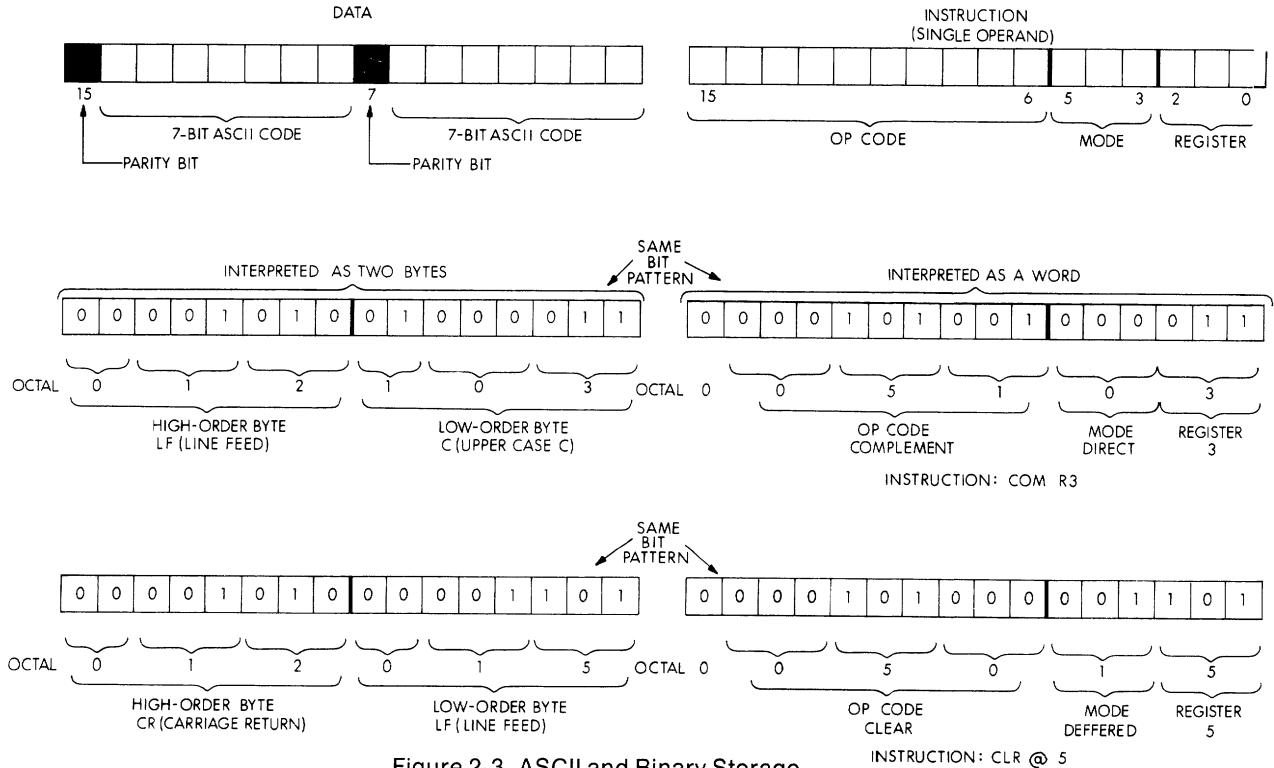 DATA
15 7
7-BIT ASCII CODE 7-BIT ASCII CODE
PARITY BIT PARITY BIT
INSTRUCTION
(SINGLE OPERAND)
15 6 5 3 2 0
OP CODE MODE REGISTER
SAME
BIT
PATTERN
INTERPRETED AS TWO BYTES
0 0 0 0 1 0 1 0 0 1 0 0 0 0 1 1
OCTAL 0 1 2 1 0 3
HIGH-ORDER BYTE
LF (LINE FEED)
LOW-ORDER BYTE
C (UPPER CASE C)
INTERPRETED AS A WORD
0 0 0 0 1 0 1 0 0 1 0 0 0 0 1 1
OCTAL 0 0 5 1 0 3
OP CODE
COMPLEMENT
MODE
DIRECT
REGISTER
3
INSTRUCTION: COM R3
SAME
BIT
PATTERN
0 0 0 0 1 0 1 0 0 0 0 0 1 1 0 1
OCTAL 0 1 2 0 1 5
HIGH-ORDER BYTE
CR (CARRIAGE RETURN)
LOW-ORDER BYTE
LF (LINE FEED)
0 0 0 0 1 0 1 0 0 0 0 0 1 1 0 1
OCTAL 0 0 5 0 1 5
OP CODE
CLEAR
MODE
DEFFERED
REGISTER
5
INSTRUCTION: CLR @ 5
Figure 2-3 ASCII and Binary Storage